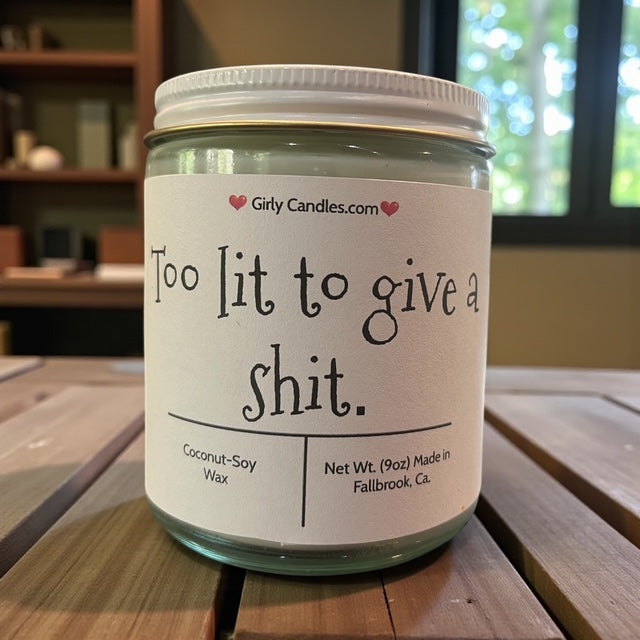 ❤ Girly Candles.com ❤
Too lit to give a
shit.
Coconut-Soy
Wax
Net Wt. (9oz) Made in
Fallbrook, Ca.